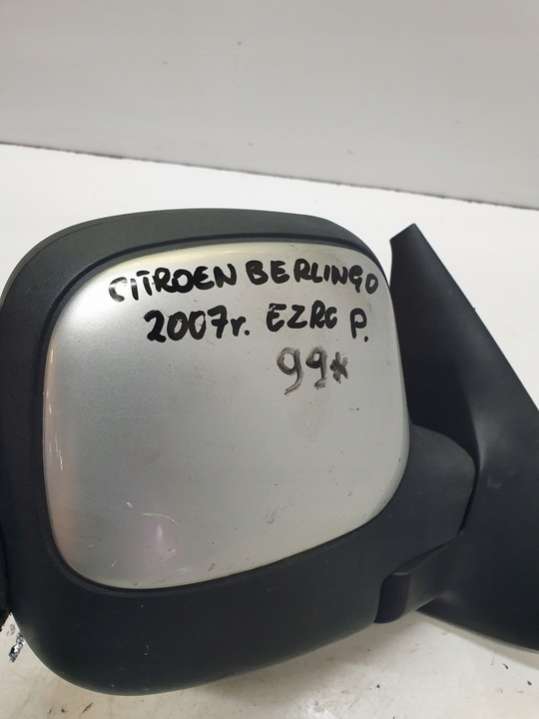 CITROEN BERLINGO
2007r. EZRC P.
99*